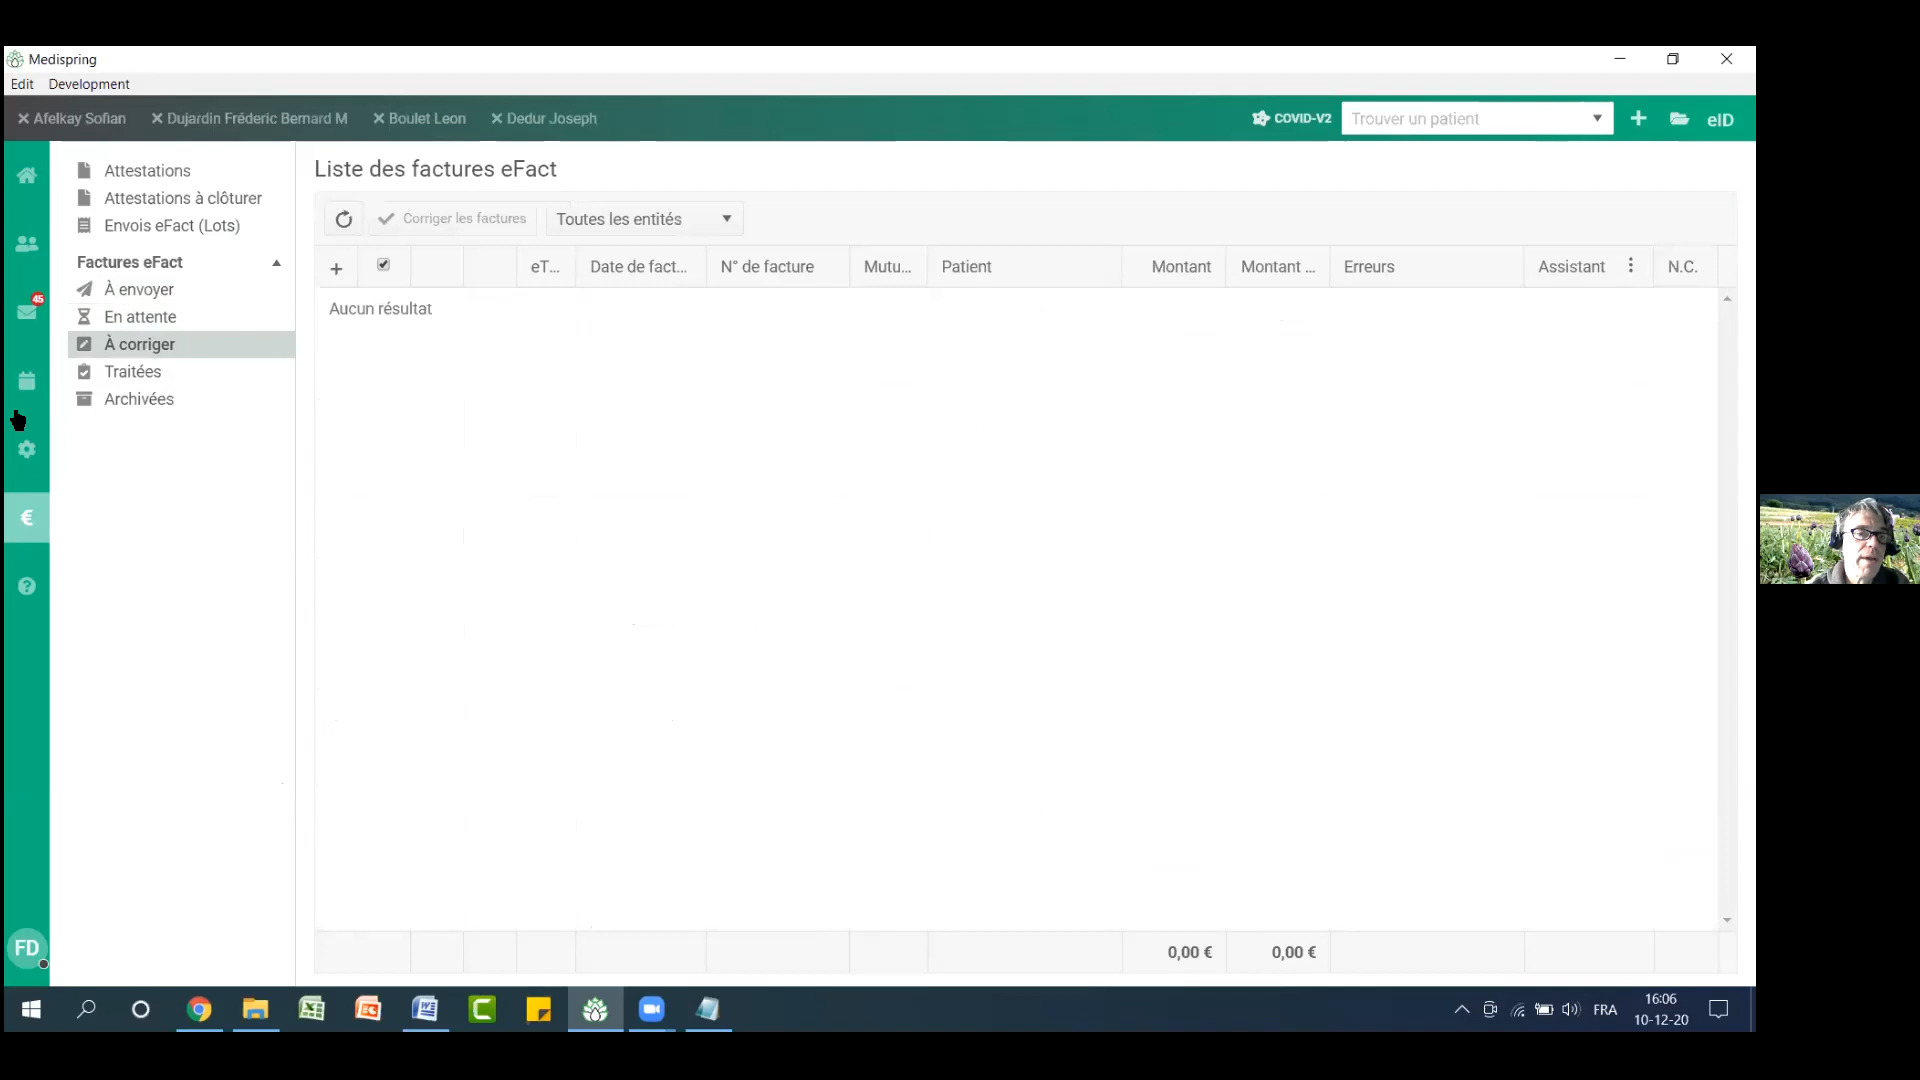 Medispring
Edit Development
Afelkay Sofian Dujardin Fréderic Bernard M Boulet Leon Dedur Joseph COVID-V2 Trouver un patient eID
Attestations
Attestations à clôturer
Envois eFact (Lots)
Factures eFact
À envoyer
En attente
À corriger
Traitées
Archivées
45
€
FD
Liste des factures eFact
Corriger les factures Toutes les entités
eT... Date de fact... N° de facture Mutu... Patient Montant Montant ... Erreurs Assistant N.C.
Aucun résultat
0,00 € 0,00 €
FRA
16:06
10-12-20